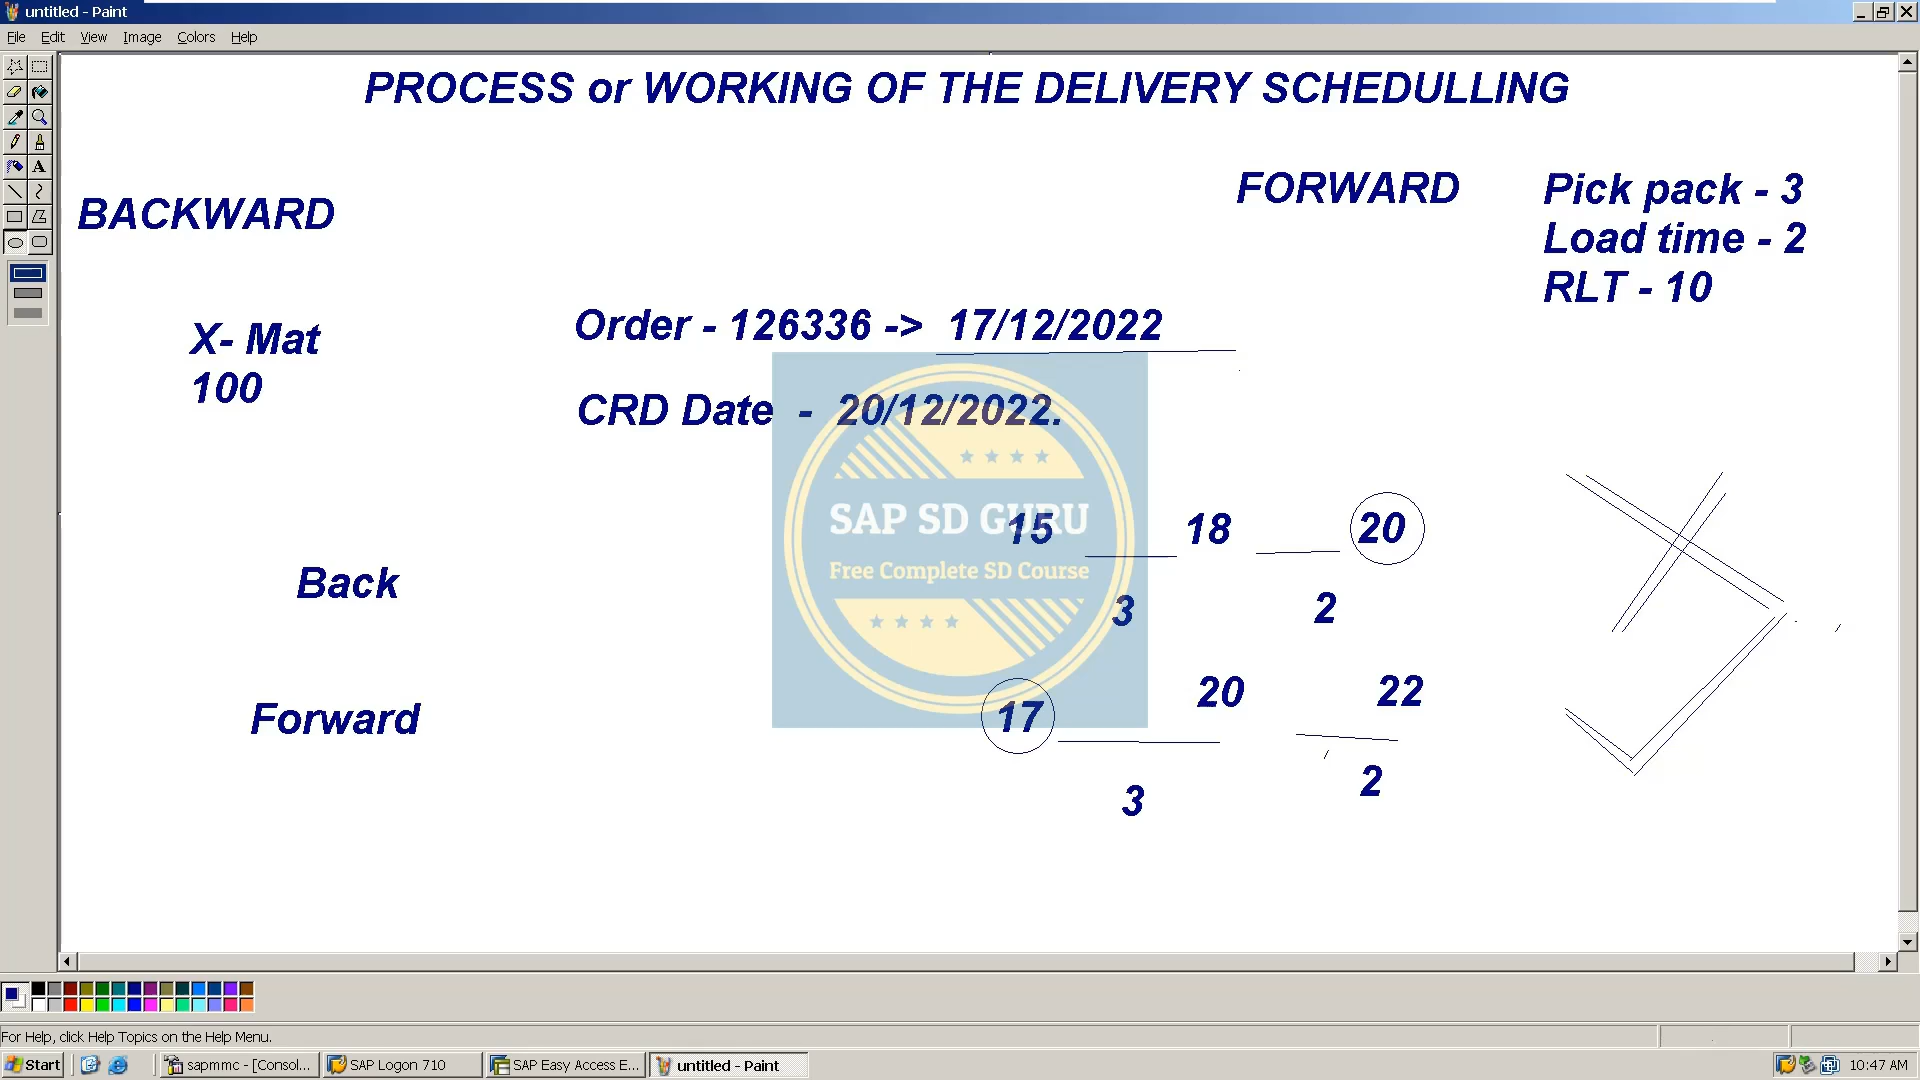 untitled - Paint
File Edit View Image Colors Help
PROCESS or WORKING OF THE DELIVERY SCHEDULLING
BACKWARD
FORWARD
Pick pack - 3
Load time - 2
RLT - 10
X- Mat
100
Order - 126336 -> 17/12/2022
CRD Date - 20/12/2022.
SAP SD GURU
Free Complete SD Course
15 18 20
Back
3 2
Forward
17 20 22
3 2
For Help, click Help Topics on the Help Menu.
Start sapmmc - [Consol... SAP Logon 710 SAP Easy Access E... untitled - Paint 10:47 AM